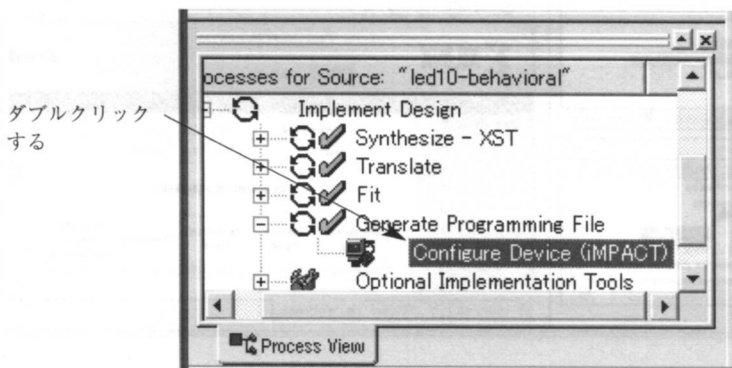 ocesses for Source: "led10-behavioral"
Implement Design
ダブルクリック
する
Synthesize - XST
Translate
Fit
Generate Programming File
Configure Device (iMPACT)
Optional Implementation Tools
Process View